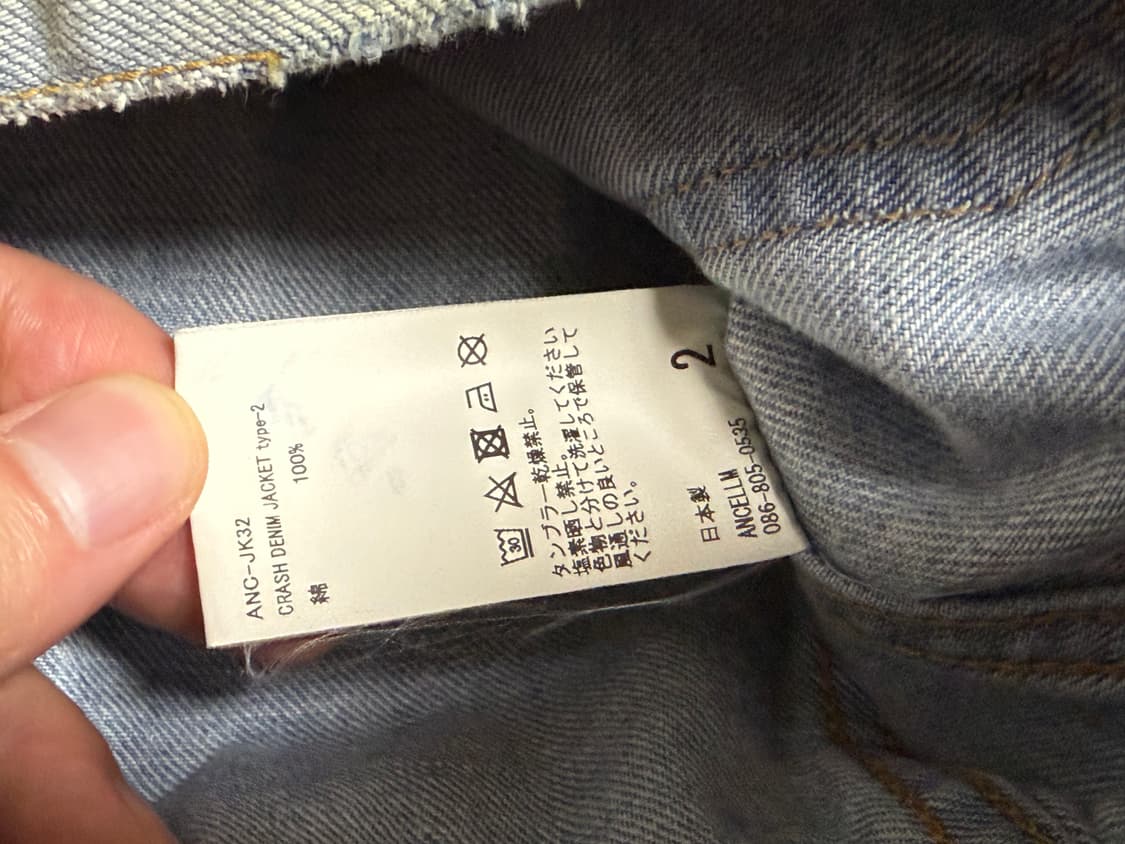 ANC-JK32
CRASH DENIM JACKET type-2
綿 100%
30
タンブラー乾燥禁止。
塩素晒し禁止。
色物と分けて洗濯してください
風通しの良いところで保管して
ください。
2
日本製
ANCELLM
086-805-0535